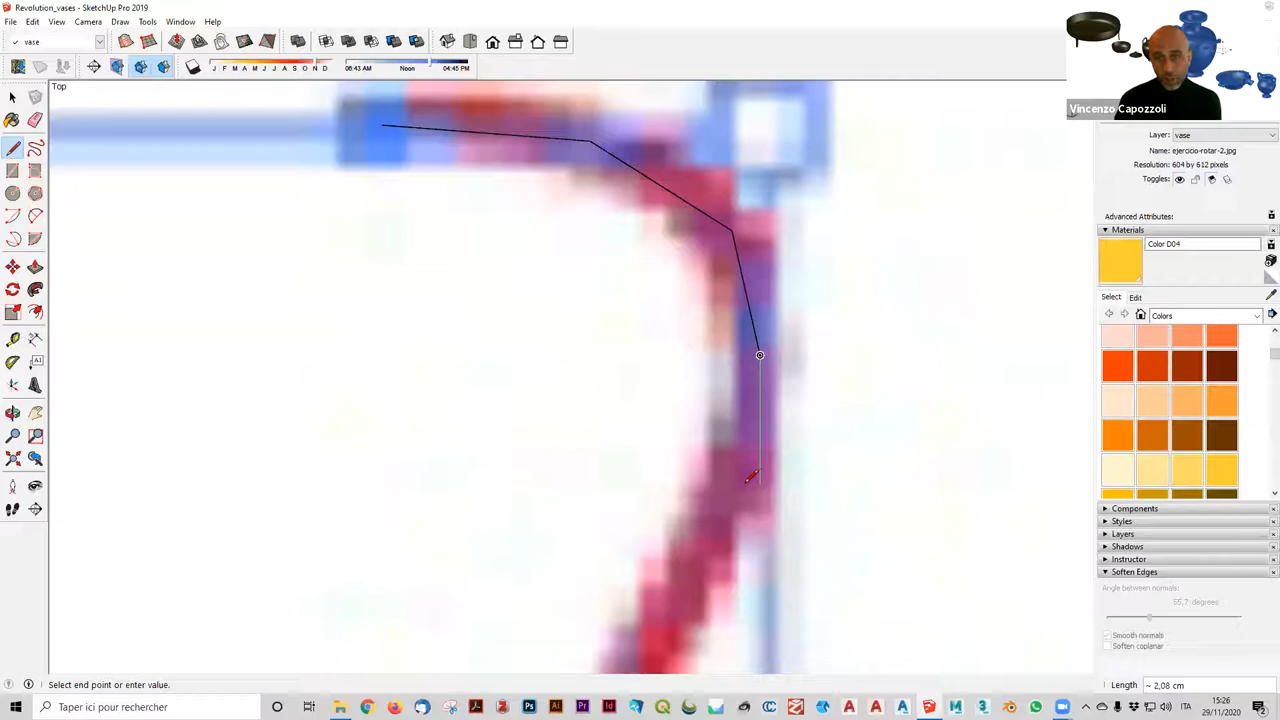 Revolution_vases - SketchUp Pro 2019
File Edit View Camera Draw Tools Window Help
vase
J F M A M J J A S O N D
06:43 AM Noon 04:45 PM
Top
Vincenzo Capozzoli
Layer: vase
Name: ejercicio-rotar-2.jpg
Resolution: 604 by 612 pixels
Toggles:
Advanced Attributes:
Materials
Color D04
Select Edit
Colors
Components
Styles
Layers
Shadows
Instructor
Soften Edges
Angle between normals:
55,7 degrees
Smooth normals
Soften coplanar
Select end point or enter value.
Length ~ 2,08 cm
Taper ici pour rechercher
ITA
15:26
29/11/2020